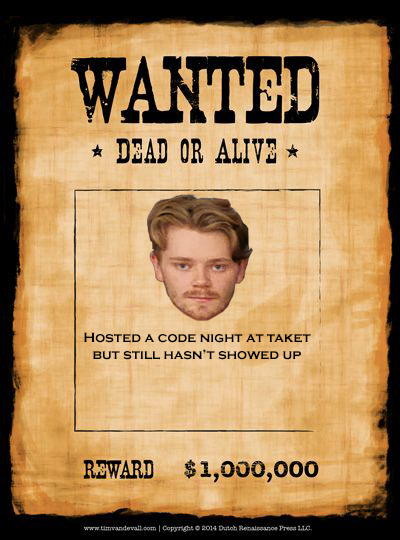 WANTED
★ DEAD OR ALIVE ★
HOSTED A CODE NIGHT AT TAKET
BUT STILL HASN'T SHOWED UP
REWARD $1,000,000
www.timvandevall.com | Copyright © 2014 Dutch Renaissance Press LLC.